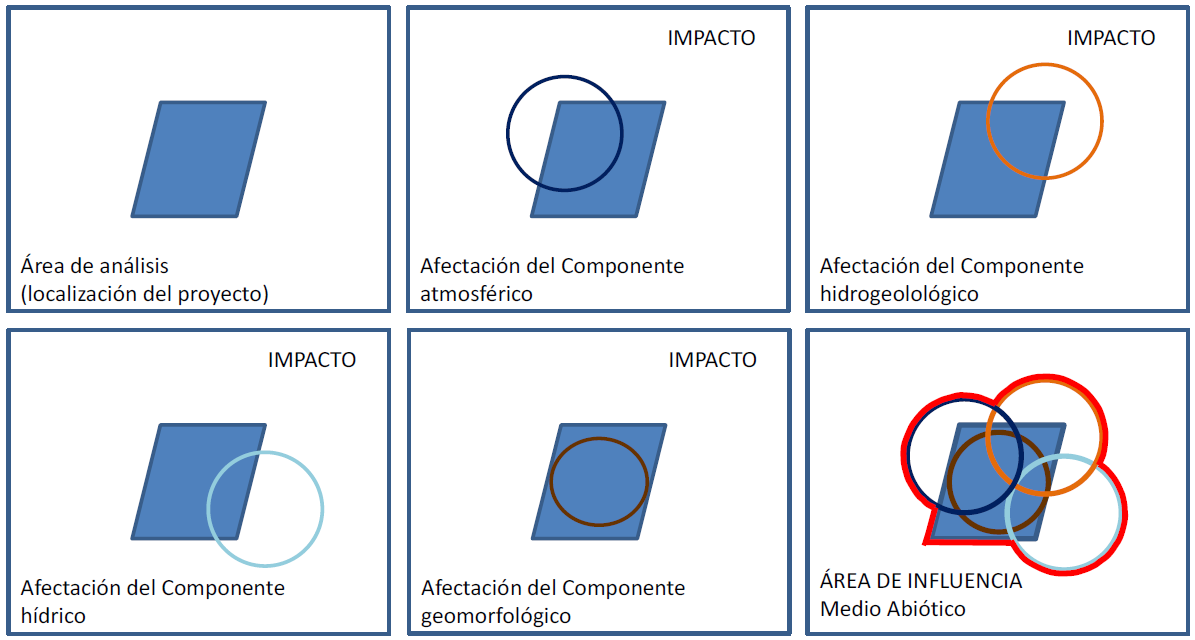 Área de análisis
(localización del proyecto)
IMPACTO
Afectación del Componente
atmosférico
IMPACTO
Afectación del Componente
hidrogeolológico
IMPACTO
Afectación del Componente
hídrico
IMPACTO
Afectación del Componente
geomorfológico
ÁREA DE INFLUENCIA
Medio Abiótico